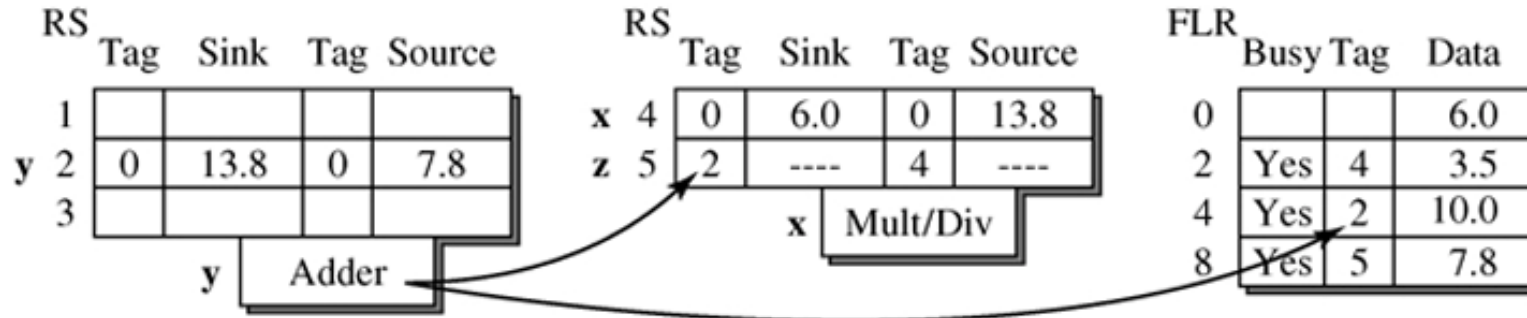 RS Tag Sink Tag Source
1
y 2 0 13.8 0 7.8
3
y Adder
RS Tag Sink Tag Source
x 4 0 6.0 0 13.8
z 5 2 ---- 4 ----
x Mult/Div
FLR Busy Tag Data
0 6.0
2 Yes 4 3.5
4 Yes 2 10.0
8 Yes 5 7.8